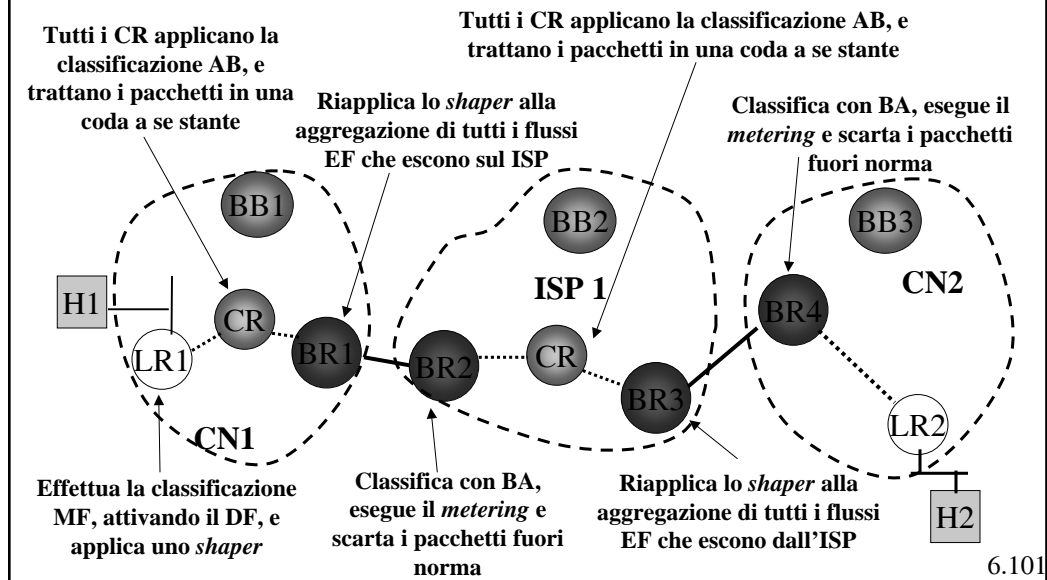 Tutti i CR applicano la
classificazione AB, e
trattano i pacchetti in una
coda a se stante
Riapplica lo shaper alla
aggregazione di tutti i flussi
EF che escono sul ISP
Tutti i CR applicano la classificazione AB, e
trattano i pacchetti in una coda a se stante
Classifica con BA, esegue il
metering e scarta i pacchetti
fuori norma
BB1
BB2
BB3
H1
CR
LR1
BR1
CN1
ISP 1
BR2
CR
BR3
CN2
BR4
LR2
H2
Effettua la classificazione
MF, attivando il DF, e
applica uno shaper
Classifica con BA,
esegue il metering e
scarta i pacchetti fuori
norma
Riapplica lo shaper alla
aggregazione di tutti i flussi
EF che escono dall'ISP
6.101